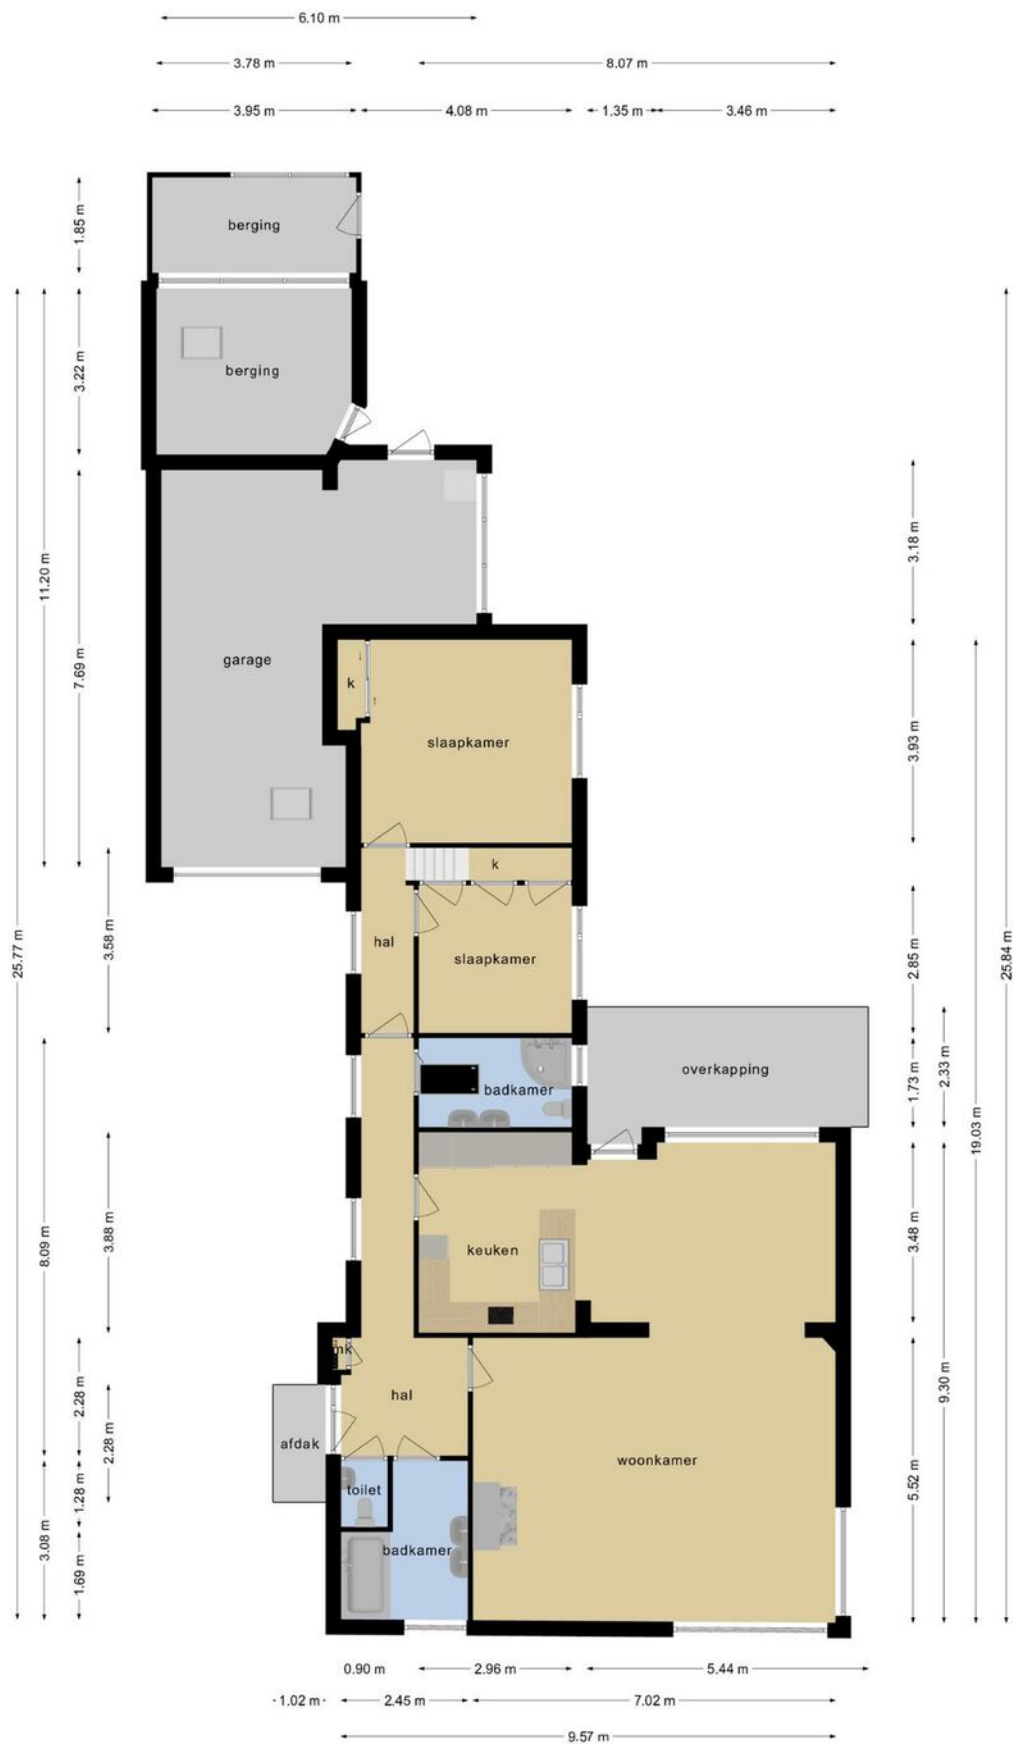 6.10 m
3.78 m
8.07 m
3.95 m
4.08 m
1.35 m
3.46 m
1.85 m
berging
3.22 m
berging
11.20 m
7.69 m
garage
3.18 m
k
slaapkamer
3.93 m
k
3.58 m
hal
slaapkamer
2.85 m
25.77 m
25.84 m
badkamer
overkapping
1.73 m
2.33 m
19.03 m
8.09 m
3.88 m
keuken
3.48 m
mk
2.28 m
hal
9.30 m
2.28 m
afdak
woonkamer
5.52 m
1.28 m
toilet
3.08 m
1.69 m
badkamer
0.90 m
2.96 m
5.44 m
1.02 m
2.45 m
7.02 m
9.57 m